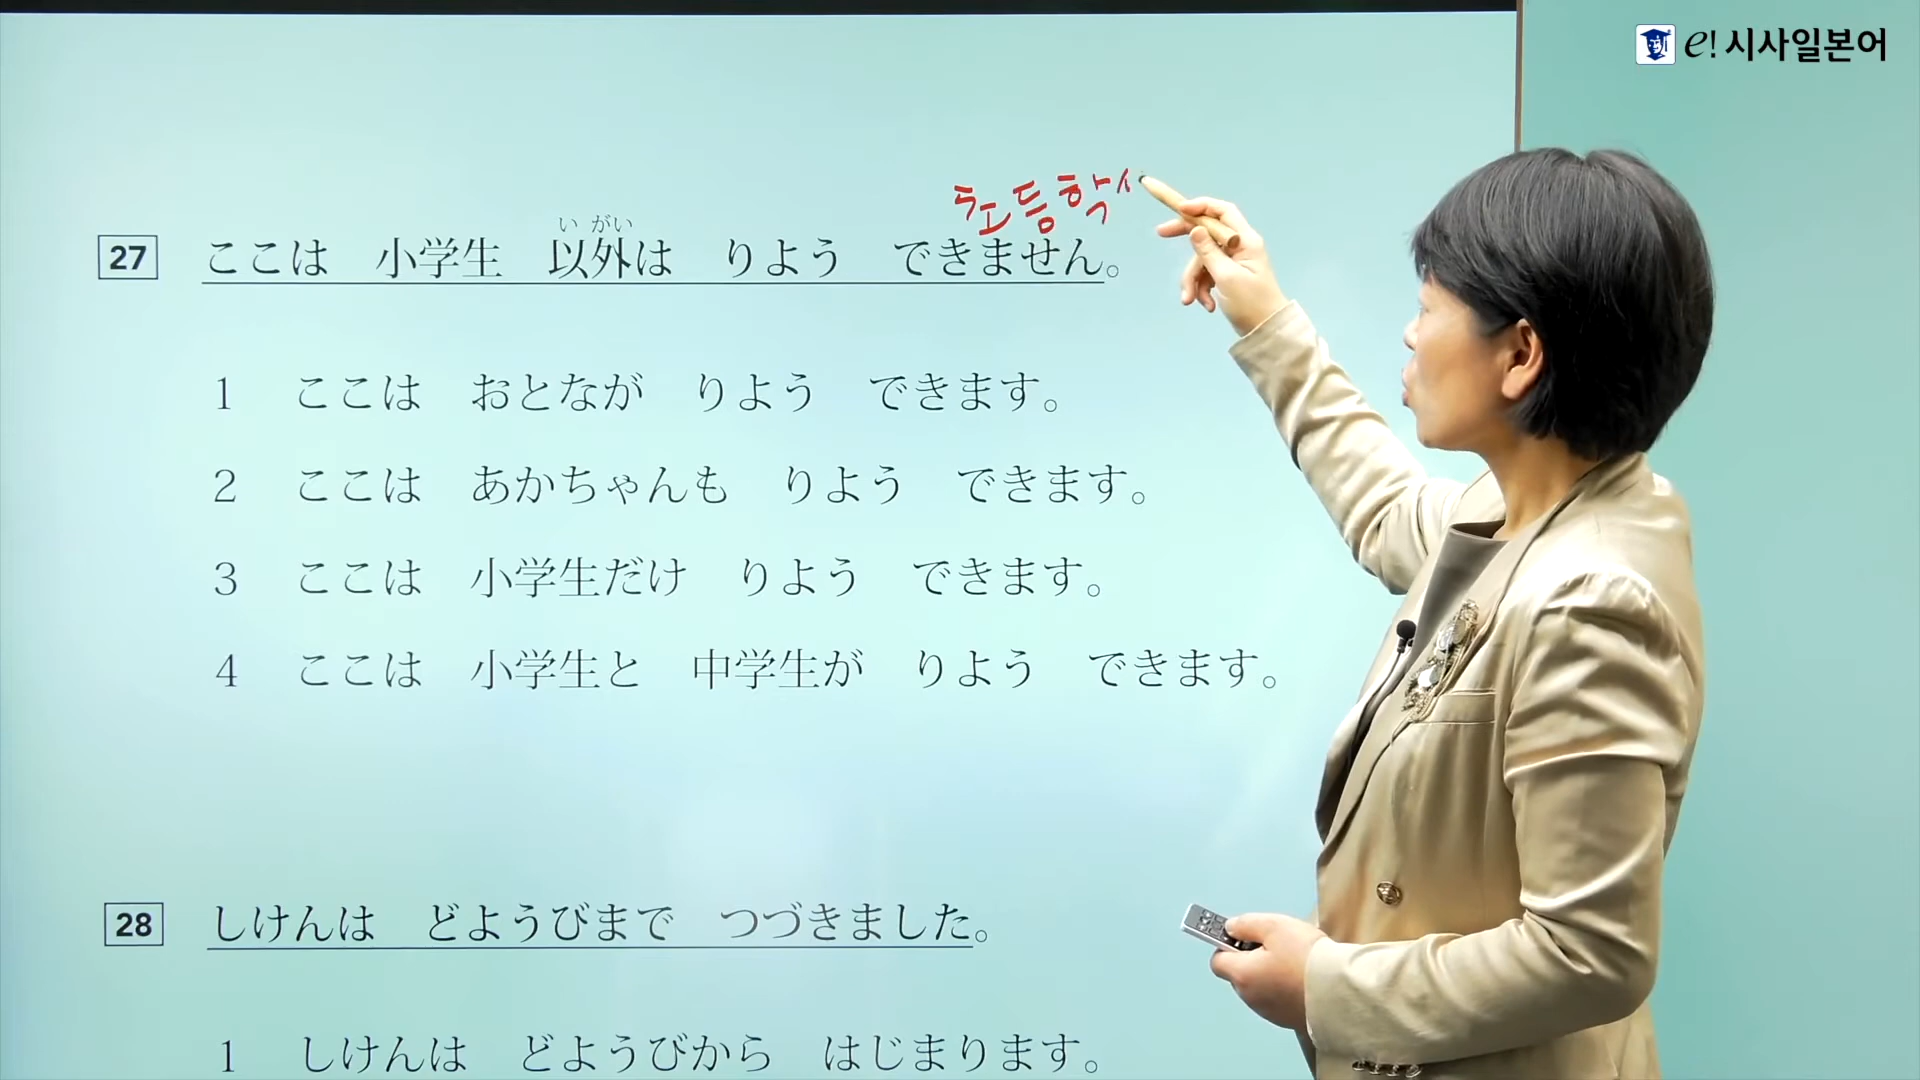 e! 시사일본어
초등학
い がい
27 ここは 小学生 以外は りよう できません。
1 ここは おとなが りよう できます。
2 ここは あかちゃんも りよう できます。
3 ここは 小学生だけ りよう できます。
4 ここは 小学生と 中学生が りよう できます。
28 しけんは どようびまで つづきました。
1 しけんは どようびから はじまります。